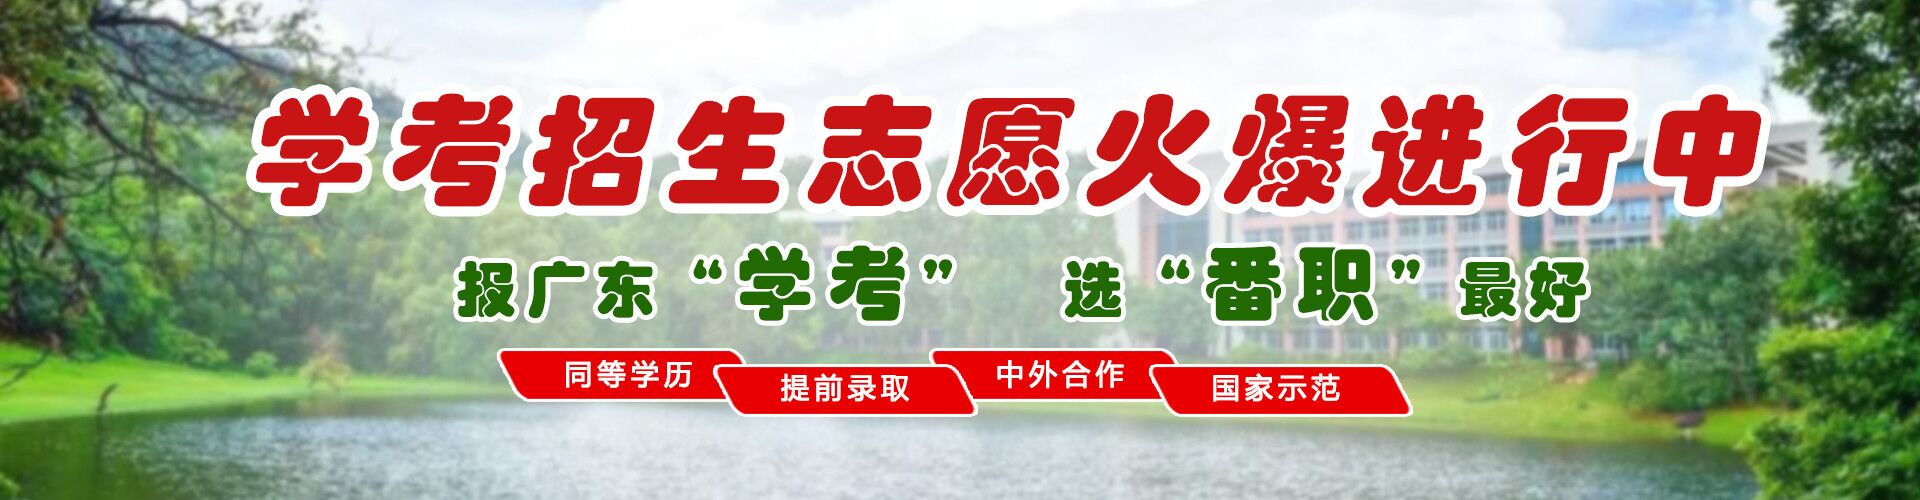 学考招生志愿火爆进行中
报广东“学考” 选“番职”最好
同等学历
提前录取
中外合作
国家示范